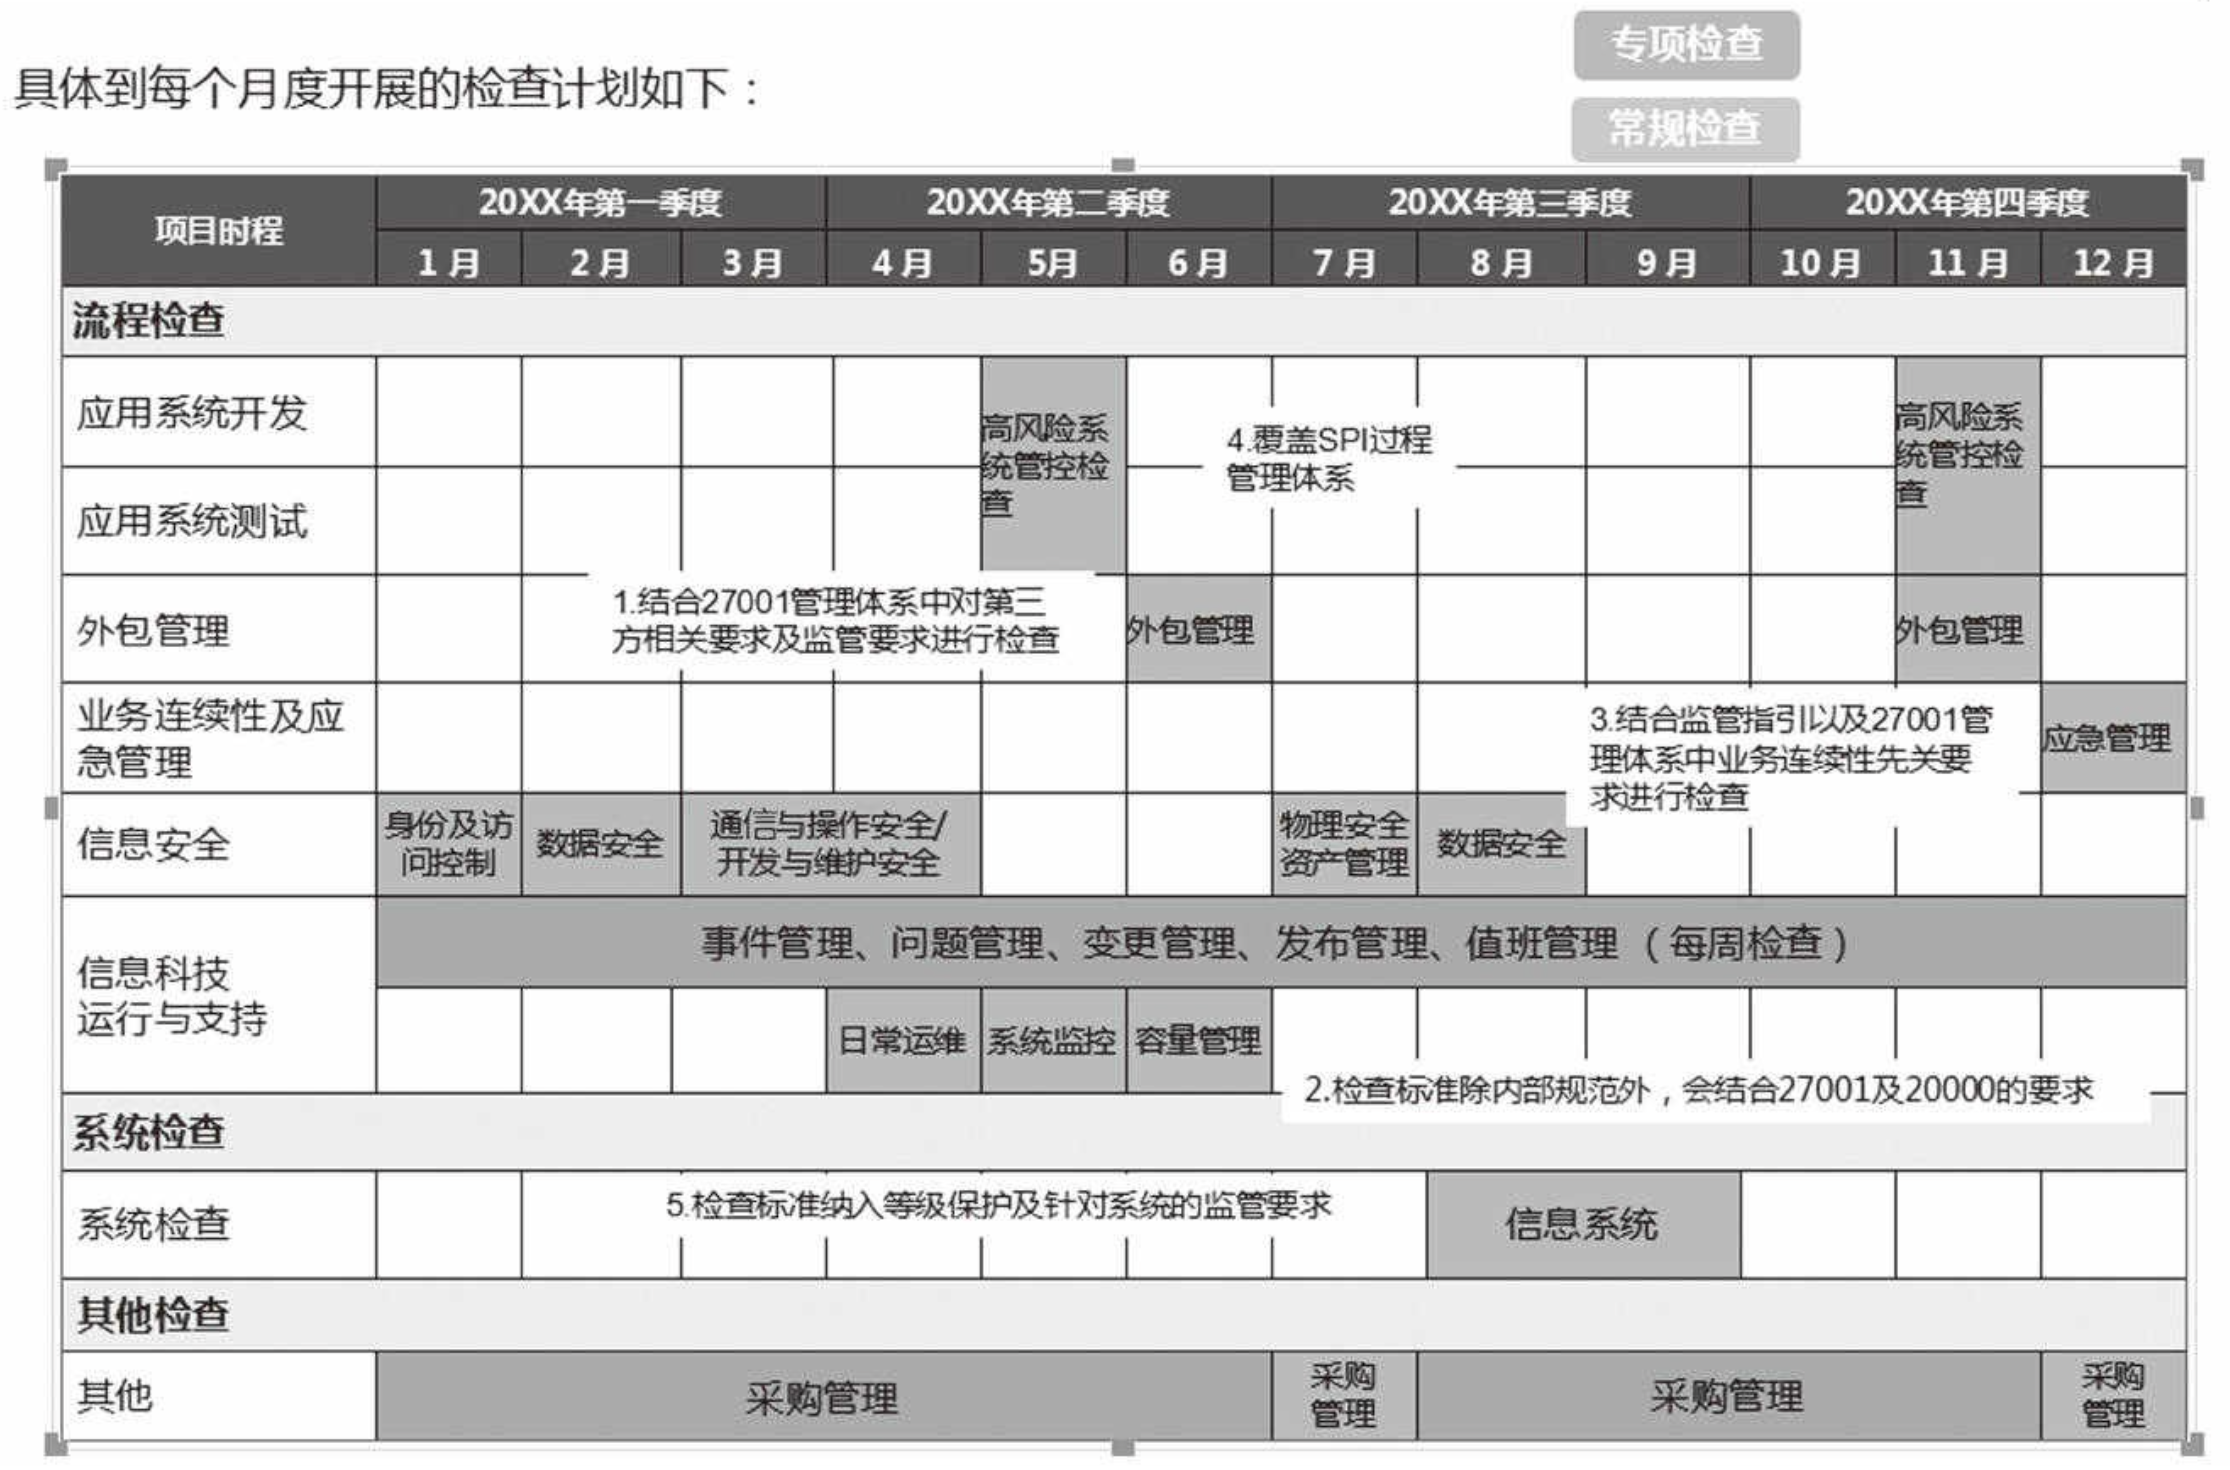 专项检查
具体到每个月度开展的检查计划如下：
常规检查
项目时程
20XX年第一季度
20XX年第二季度
20XX年第三季度
20XX年第四季度
1月
2月
3月
4月
5月
6月
7月
8月
9月
10月
11月
12月
流程检查
应用系统开发
应用系统测试
高风险系
统管控检
查
4.覆盖SPI过程
管理体系
高风险系
统管控检
查
外包管理
1.结合27001管理体系中对第三
方相关要求及监管要求进行检查
外包管理
外包管理
业务连续性及应
急管理
3.结合监管指引以及27001管
理体系中业务连续性先关要
求进行检查
应急管理
信息安全
身份及访
问控制
数据安全
通信与操作安全/
开发与维护安全
物理安全
资产管理
数据安全
信息科技
运行与支持
事件管理、问题管理、变更管理、发布管理、值班管理（每周检查）
日常运维
系统监控
容量管理
2.检查标准除内部规范外，会结合27001及20000的要求
系统检查
系统检查
5.检查标准纳入等级保护及针对系统的监管要求
信息系统
其他检查
其他
采购管理
采购
管理
采购管理
采购
管理